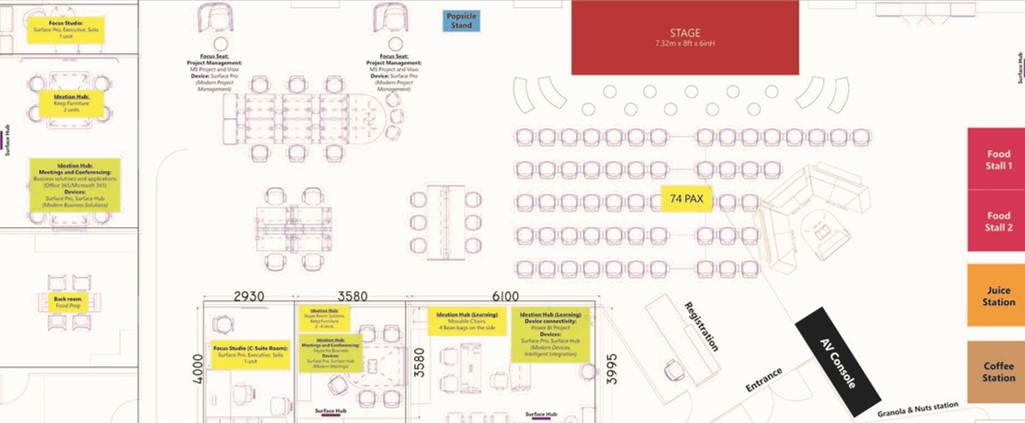 Focus Studio:
Surface Pro, Executive, Solo
1 unit
Popsicle
Stand
STAGE
7.32m x 8ft x 6inH
Focus Seat:
Project Management:
MS Project and Visio
Device: Surface Pro
(Modern Project
Management)
Focus Seat:
Project Management:
MS Project and Visio
Device: Surface Pro
(Modern Project
Management)
Surface Hub
Ideation Hub:
Keep Furniture
2 units
Surface Hub
Ideation Hub:
Meetings and Conferencing:
Business solutions and applications
(Office 365/Microsoft 365)
Devices:
Surface Pro, Surface Hub
(Modern Business Solutions)
74 PAX
Food
Stall 1
Food
Stall 2
Back room:
Food Prep
Juice
Station
2930
3580
6100
4000
3580
3995
Ideation Hub:
Skype Room Systems,
Keep Furniture
Ideation Hub:
Meetings and Conferencing:
Skype for Business
Devices:
Surface Pro, Surface Hub
(Modern Meetings)
Ideation Hub (Learning)
Movable Chairs,
4 Bean bags on the side
Ideation Hub (Learning)
Device connectivity:
Power BI Project
Devices:
Surface Pro, Surface Hub
(Modern Devices,
Intelligent Integration)
Focus Studio (C-Suite Room):
Surface Pro, Executive, Solo
1 unit
Surface Hub
Surface Hub
Registration
Entrance
AV Console
Coffee
Station
Granola & Nuts station